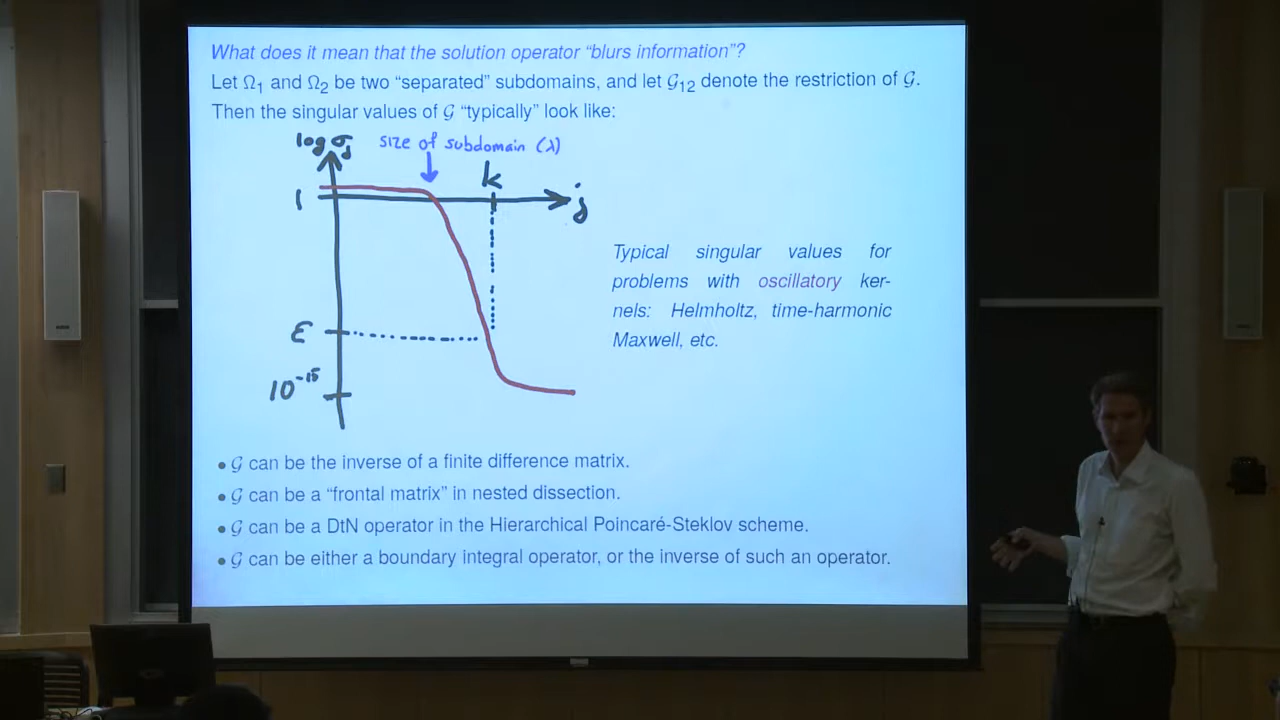 What does it mean that the solution operator “blurs information”?
Let Ω₁ and Ω₂ be two “separated” subdomains, and let 𝒢₁₂ denote the restriction of 𝒢.
Then the singular values of 𝒢 “typically” look like:
log σⱼ
size of subdomain (λ)
k
1
j
Typical singular values for
problems with oscillatory ker-
nels: Helmholtz, time-harmonic
Maxwell, etc.
ε
10⁻¹⁵
• 𝒢 can be the inverse of a finite difference matrix.
• 𝒢 can be a “frontal matrix” in nested dissection.
• 𝒢 can be a DtN operator in the Hierarchical Poincaré-Steklov scheme.
• 𝒢 can be either a boundary integral operator, or the inverse of such an operator.